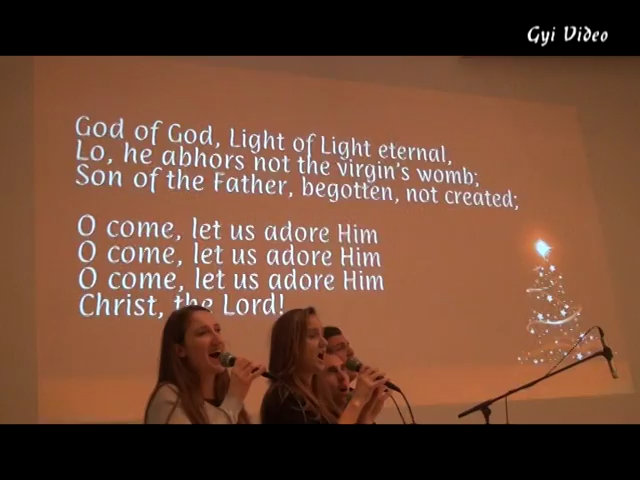 Gyi Video
God of God, Light of Light eternal,
Lo, he abhors not the virgin's womb;
Son of the Father, begotten, not created;
O come, let us adore Him
O come, let us adore Him
O come, let us adore Him
Christ, the Lord!